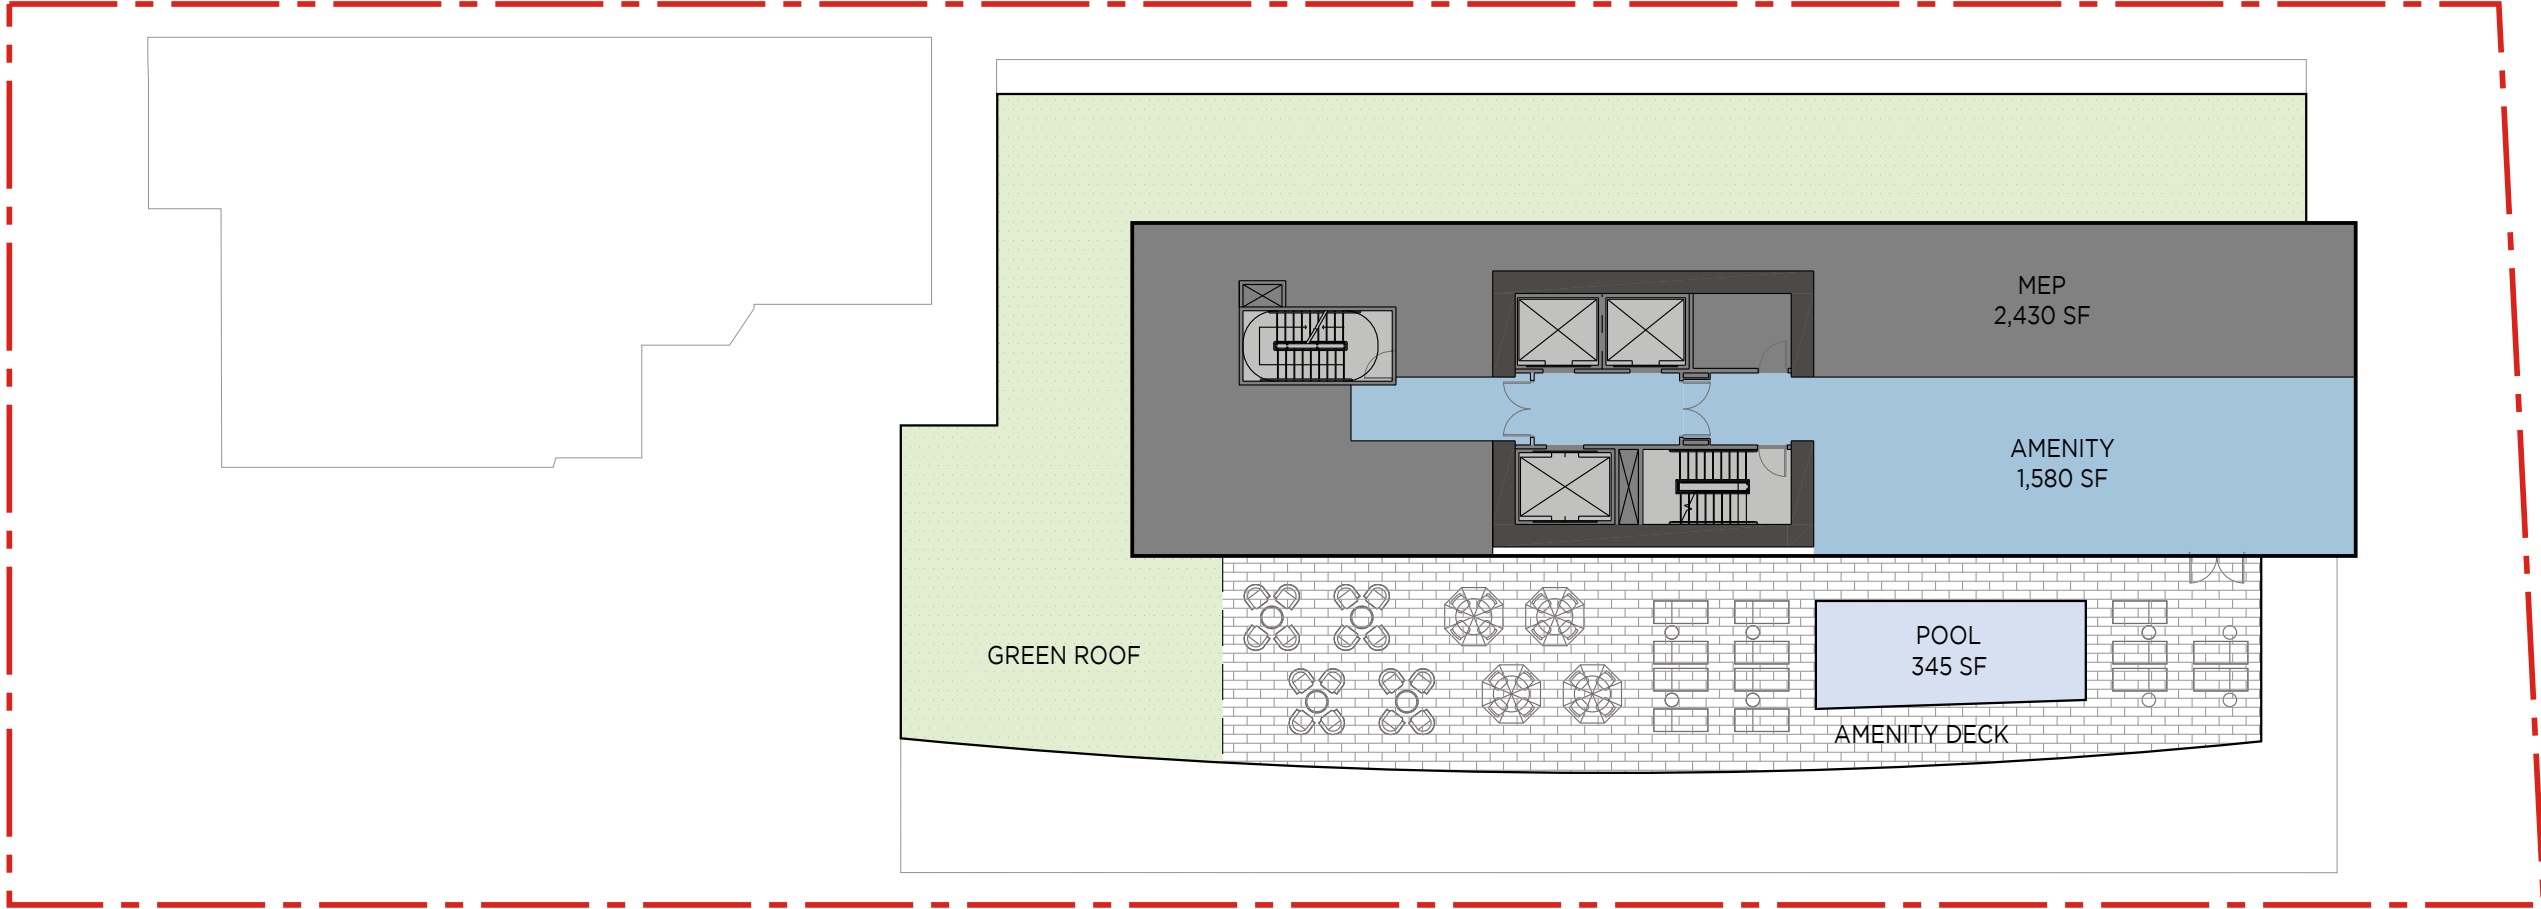 MEP
2,430 SF
AMENITY
1,580 SF
GREEN ROOF
POOL
345 SF
AMENITY DECK